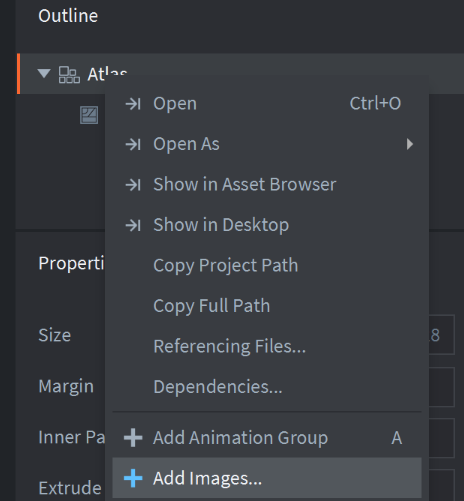 Outline
Atlas
Open Ctrl+O
Open As
Show in Asset Browser
Show in Desktop
Properti
Copy Project Path
Copy Full Path
Size 8
Referencing Files...
Margin
Dependencies...
Inner Pa
Add Animation Group A
Extrude
Add Images...